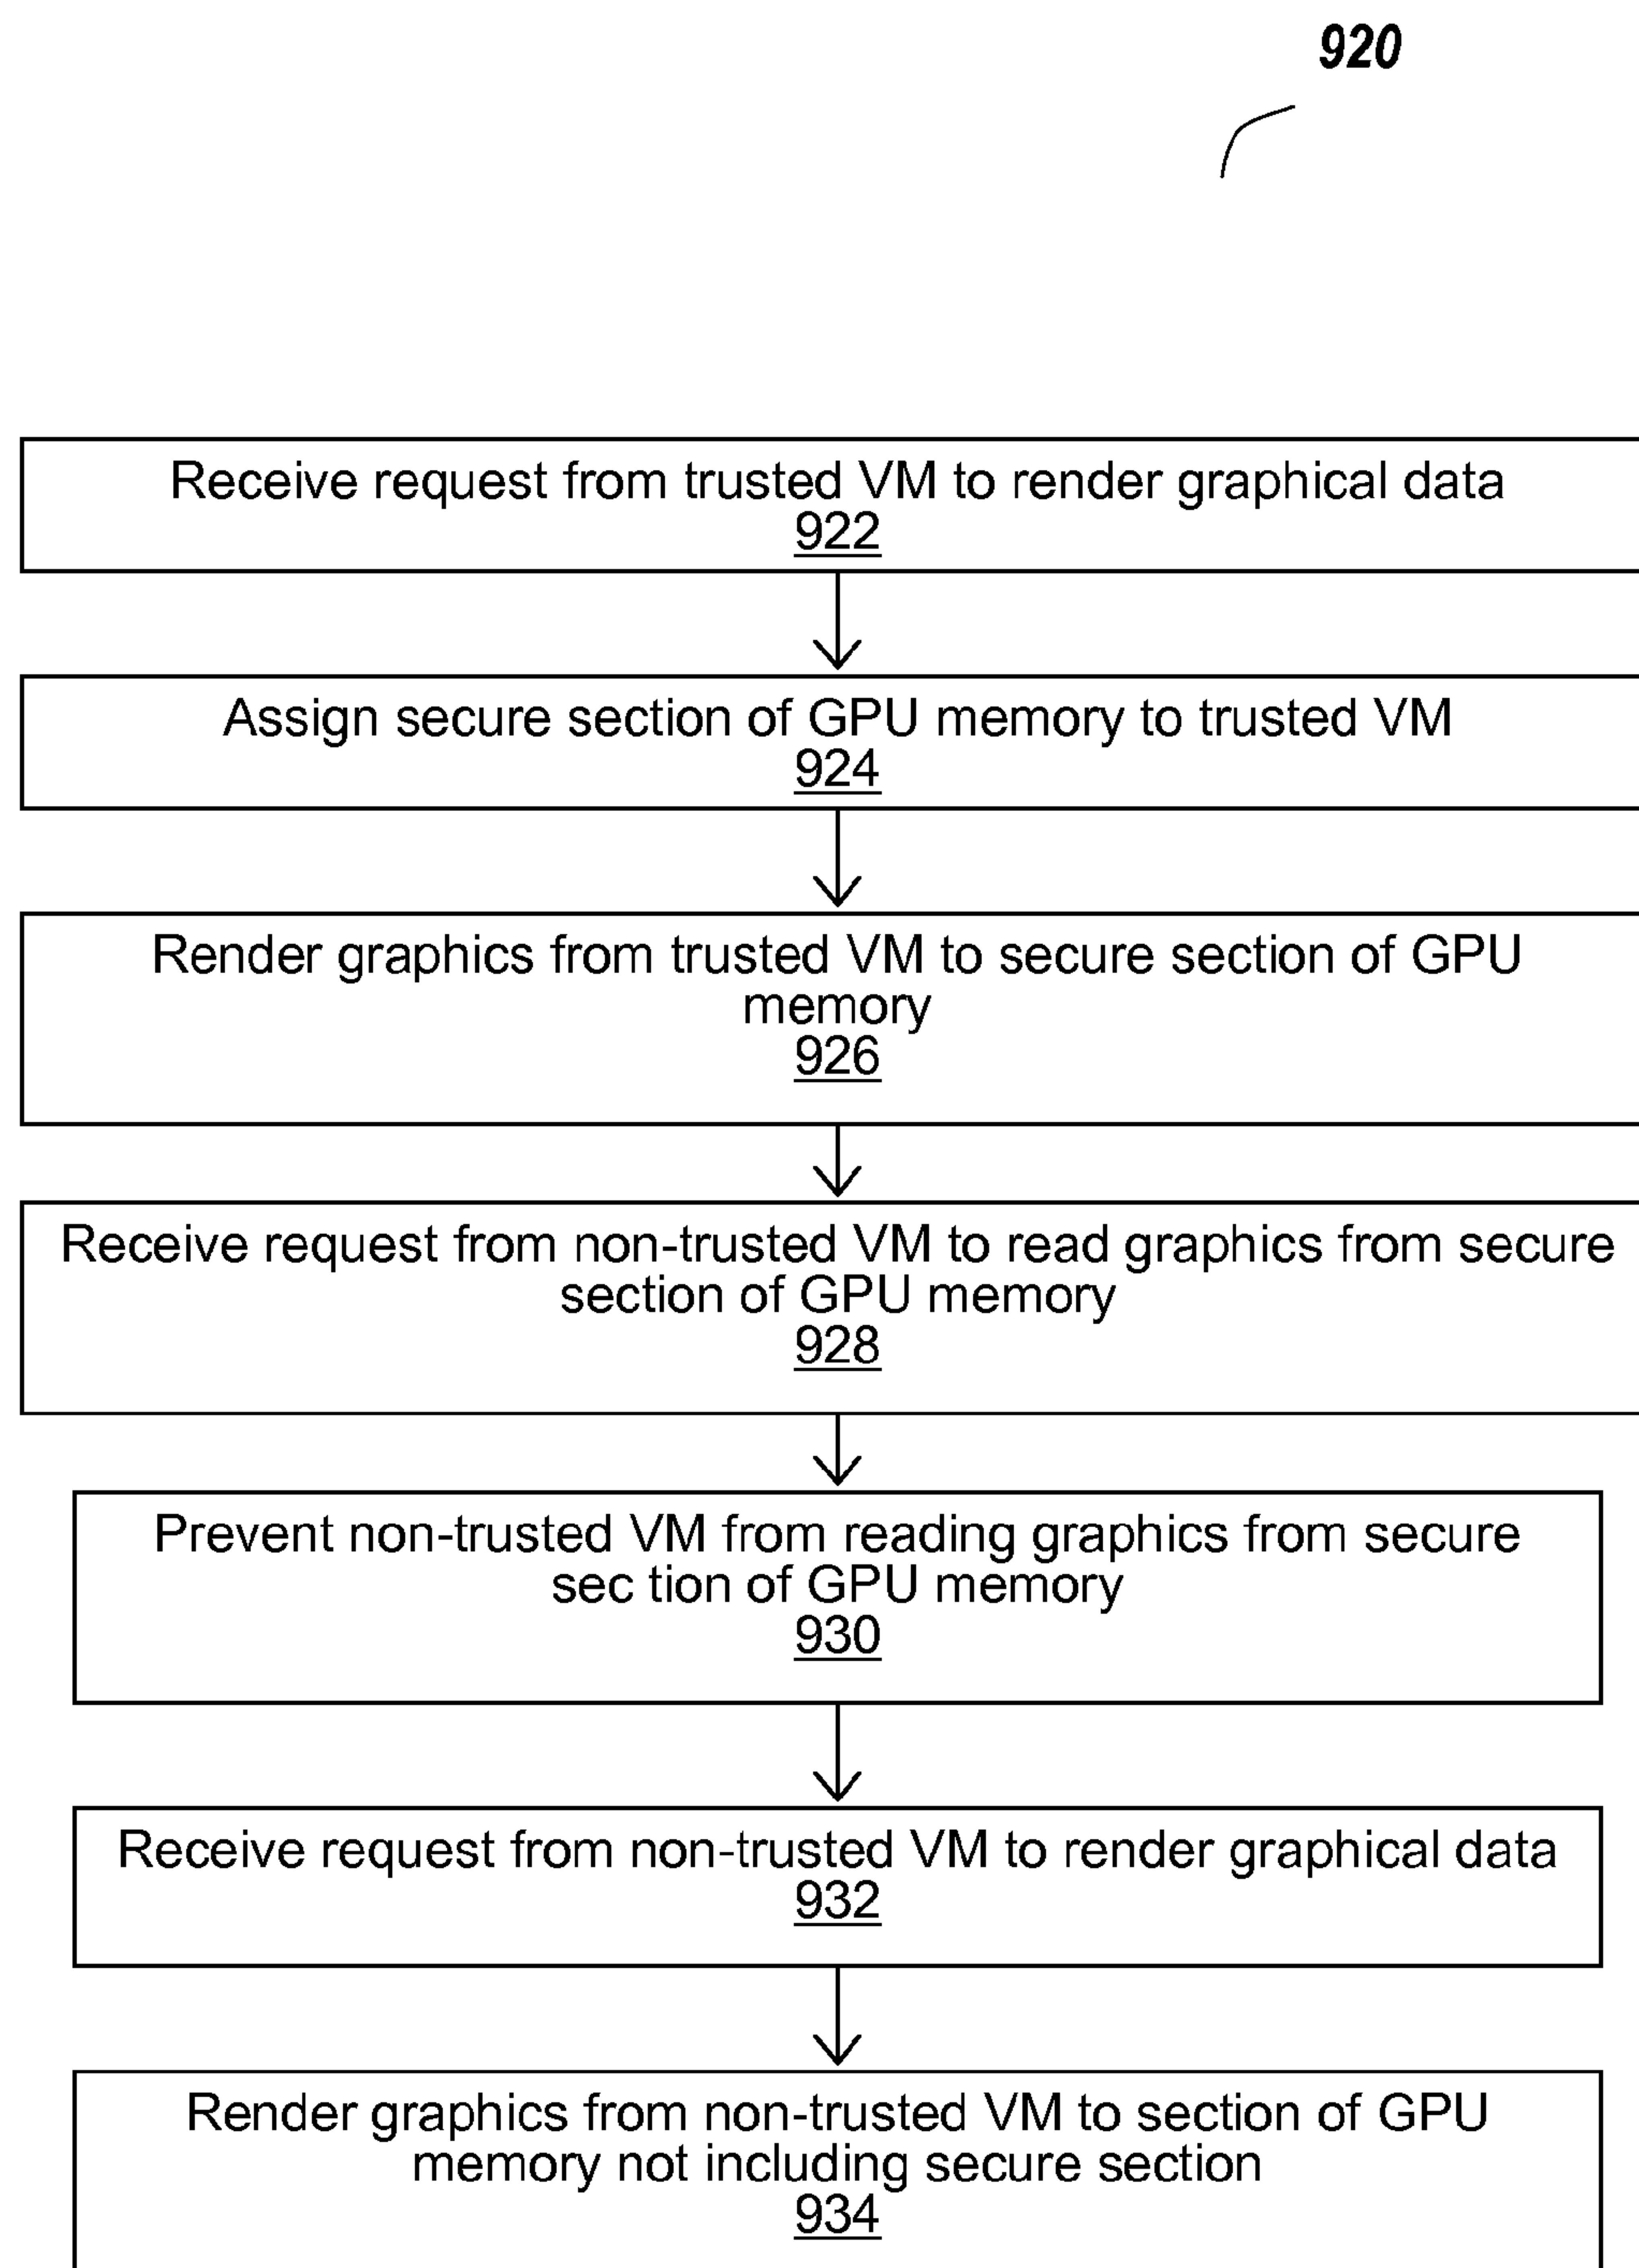 920
Receive request from trusted VM to render graphical data
922
Assign secure section of GPU memory to trusted VM
924
Render graphics from trusted VM to secure section of GPU
memory
926
Receive request from non-trusted VM to read graphics from secure
section of GPU memory
928
Prevent non-trusted VM from reading graphics from secure
sec tion of GPU memory
930
Receive request from non-trusted VM to render graphical data
932
Render graphics from non-trusted VM to section of GPU
memory not including secure section
934